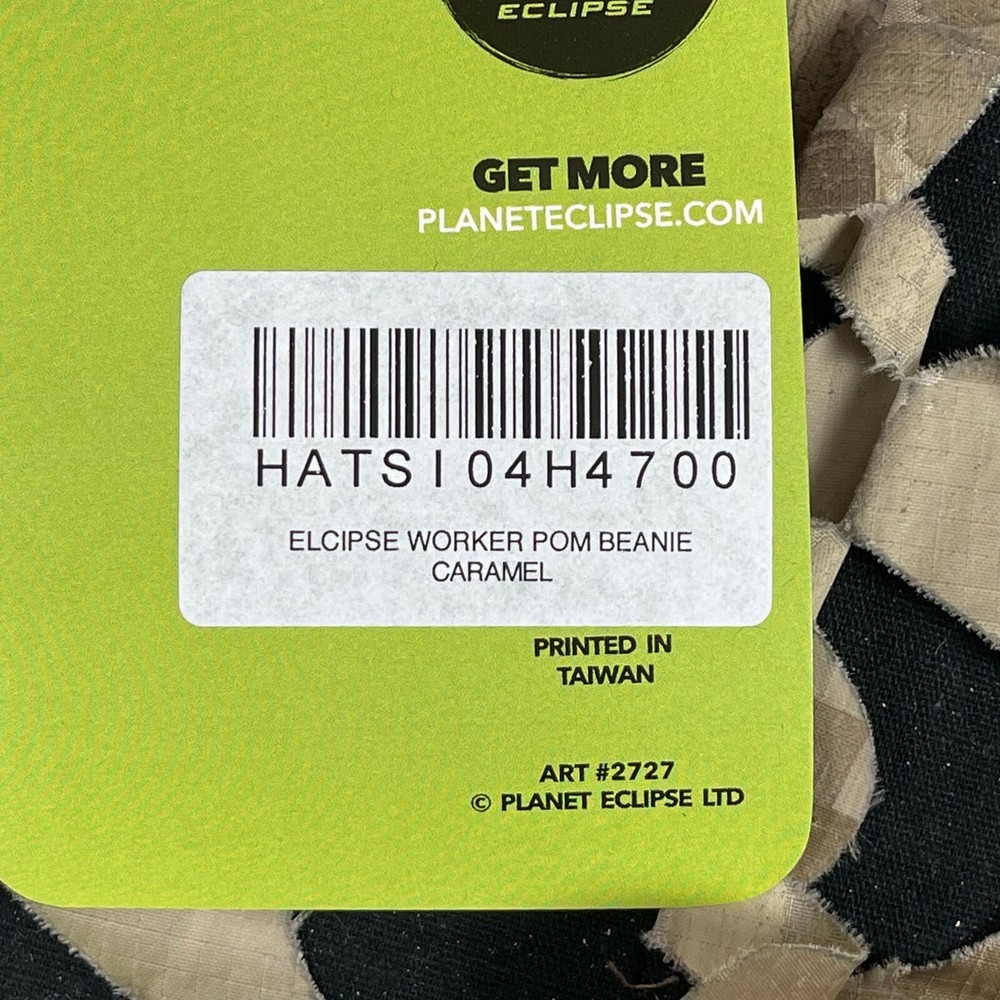 ECLIPSE
GET MORE
PLANETECLIPSE.COM
HATSI04H4700
ELCIPSE WORKER POM BEANIE
CARAMEL
PRINTED IN
TAIWAN
ART #2727
© PLANET ECLIPSE LTD